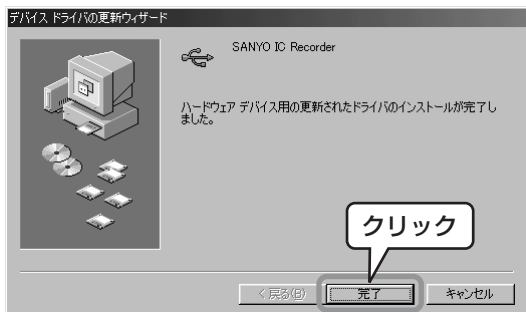 デバイス ドライバの更新ウィザード
SANYO IC Recorder
ハードウェア デバイス用の更新されたドライバのインストールが完了し
ました。
クリック
< 戻る(B)
完了
キャンセル